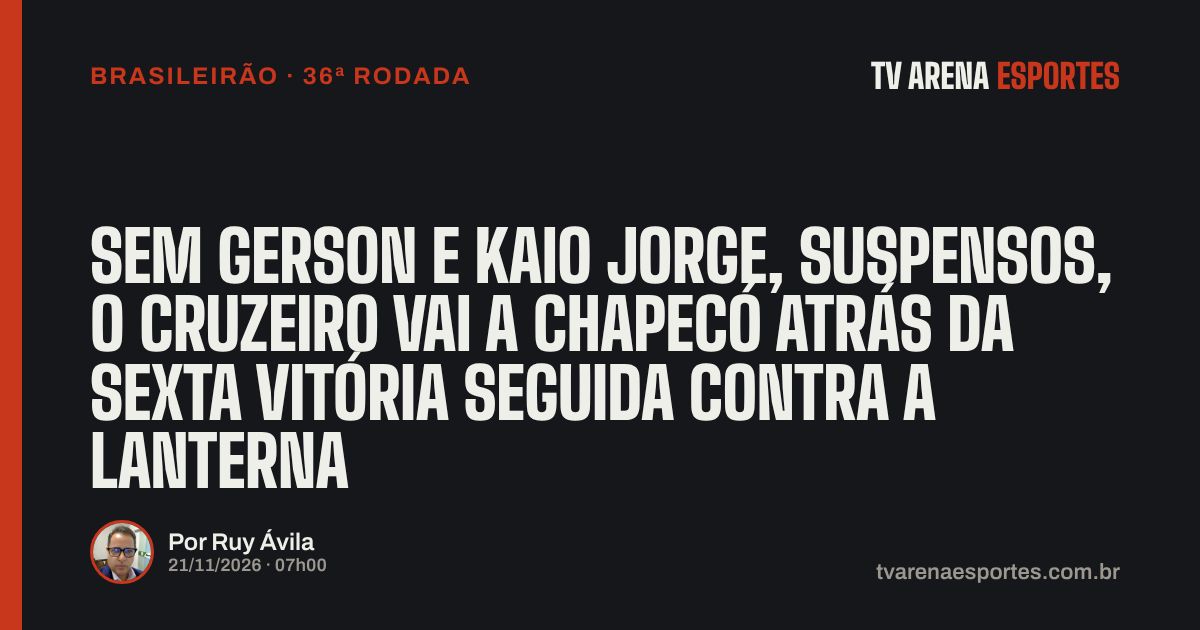 BRASILEIRÃO · 36ª RODADA
TV ARENA ESPORTES
SEM GERSON E KAIO JORGE, SUSPENSOS,
O CRUZEIRO VAI A CHAPECÓ ATRÁS DA
SEXTA VITÓRIA SEGUIDA CONTRA A
LANTERNA
Por Ruy Ávila
21/11/2026 · 07h00
tvarenaesportes.com.br